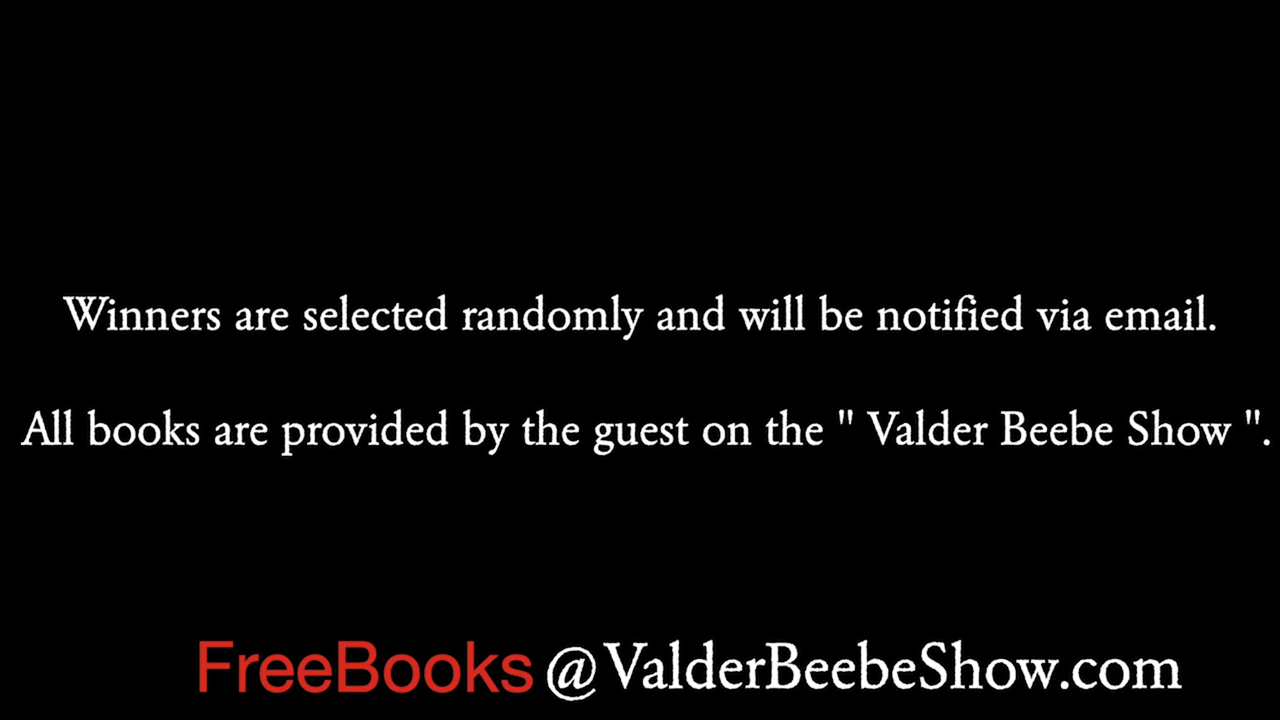 Winners are selected randomly and will be notified via email.
All books are provided by the guest on the " Valder Beebe Show ".
FreeBooks@ValderBeebeShow.com